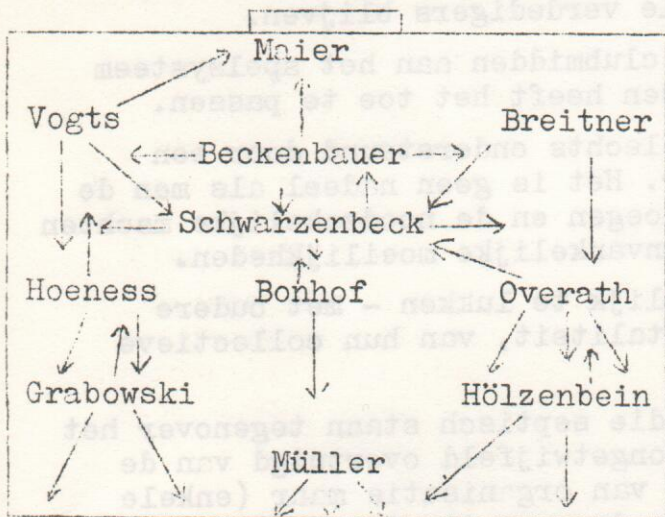 Maier
Vogts Breitner
Beckenbauer
Schwarzenbeck
Hoeness Bonhof Overath
Grabowski Hölzenbein
Müller